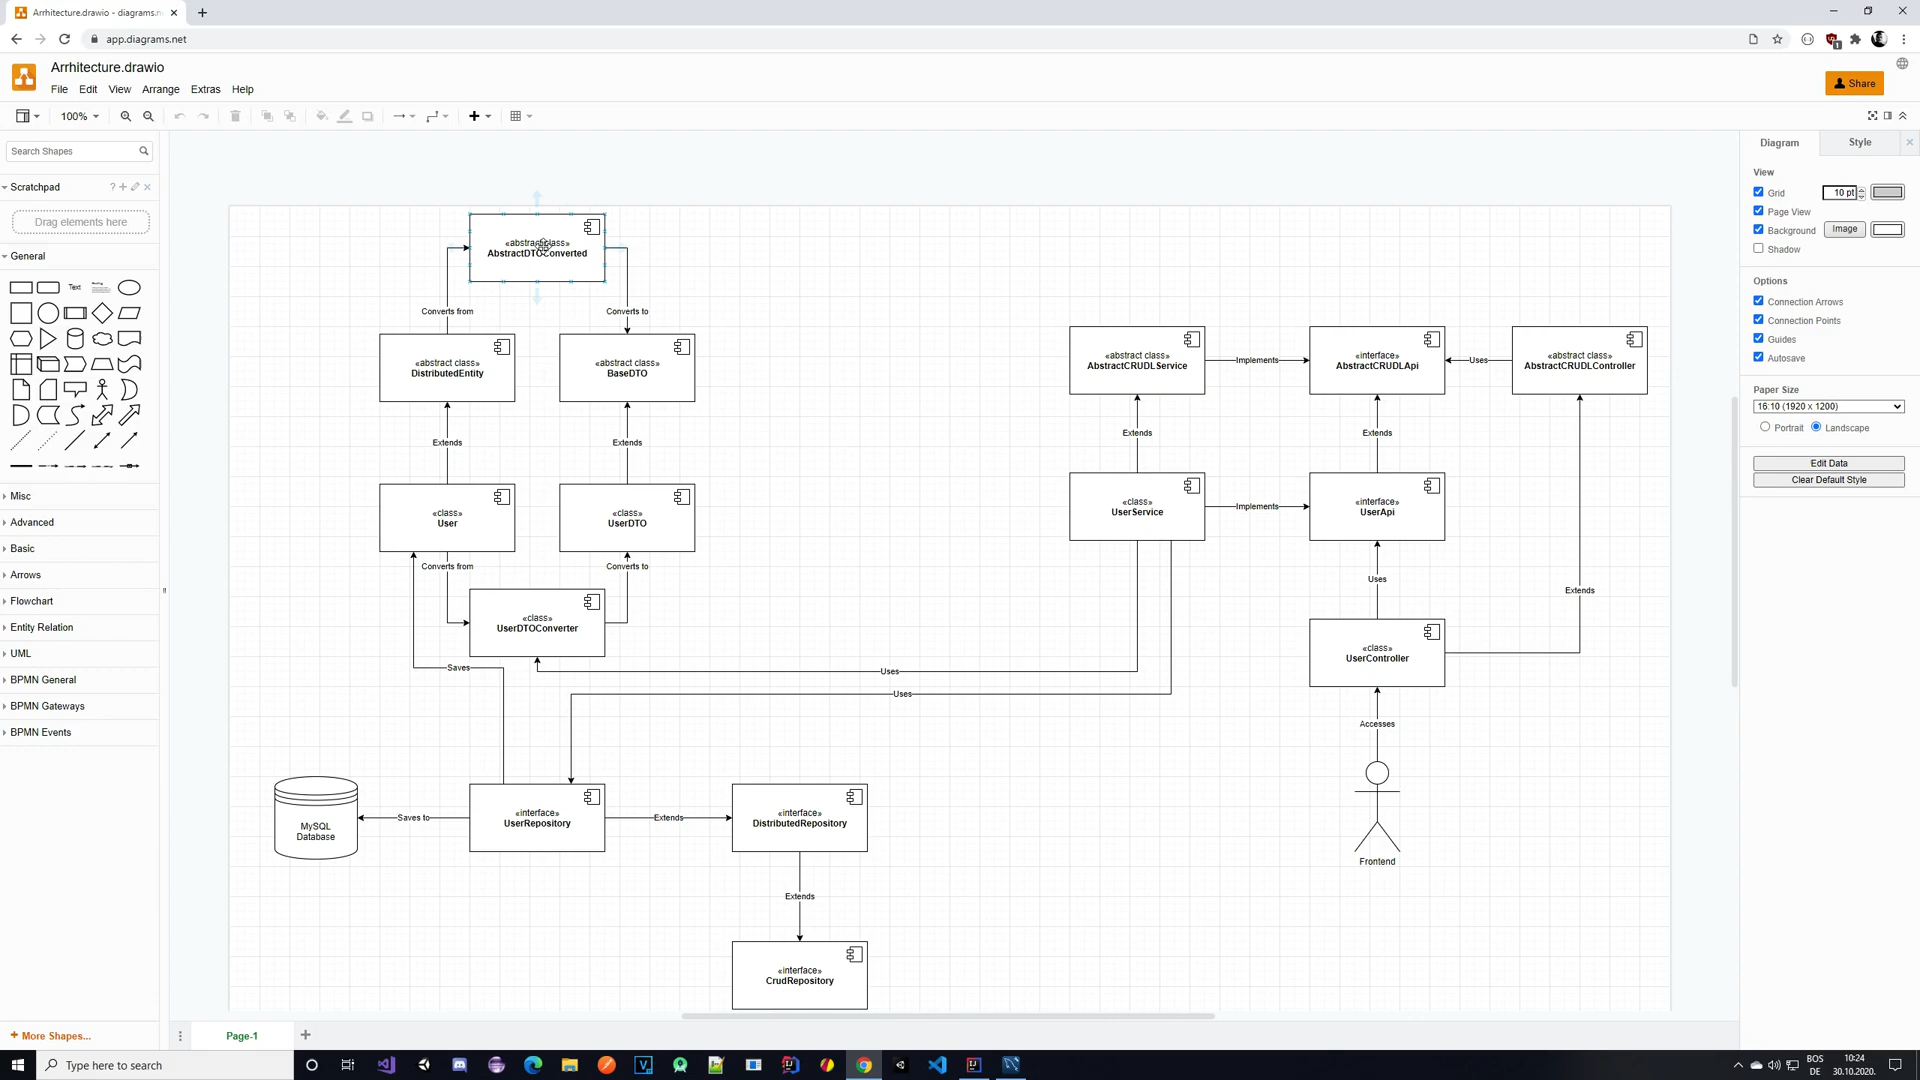 Arrhitecture.drawio - diagrams.n
app.diagrams.net
1
Arrhitecture.drawio
File Edit View Arrange Extras Help
Share
100%
Search Shapes
Scratchpad
?
Drag elements here
General
Text
Misc
Advanced
Basic
Arrows
Flowchart
Entity Relation
UML
BPMN General
BPMN Gateways
BPMN Events
+ More Shapes...
«abstract class»
AbstractDTOConverted
Converts from
Converts to
«abstract class»
DistributedEntity
«abstract class»
BaseDTO
Extends
Extends
«class»
User
«class»
UserDTO
Converts from
Converts to
«class»
UserDTOConverter
Saves
Uses
Uses
MySQL
Database
Saves to
«interface»
UserRepository
Extends
«interface»
DistributedRepository
Extends
«interface»
CrudRepository
«abstract class»
AbstractCRUDLService
Implements
«interface»
AbstractCRUDLApi
Uses
«abstract class»
AbstractCRUDLController
Extends
Extends
«class»
UserService
Implements
«interface»
UserApi
Uses
Extends
«class»
UserController
Accesses
Frontend
Diagram
Style
View
Grid
10 pt
Page View
Background
Image
Shadow
Options
Connection Arrows
Connection Points
Guides
Autosave
Paper Size
16:10 (1920 x 1200)
Portrait
Landscape
Edit Data
Clear Default Style
Page-1
Type here to search
BOS
DE
10:24
30.10.2020.